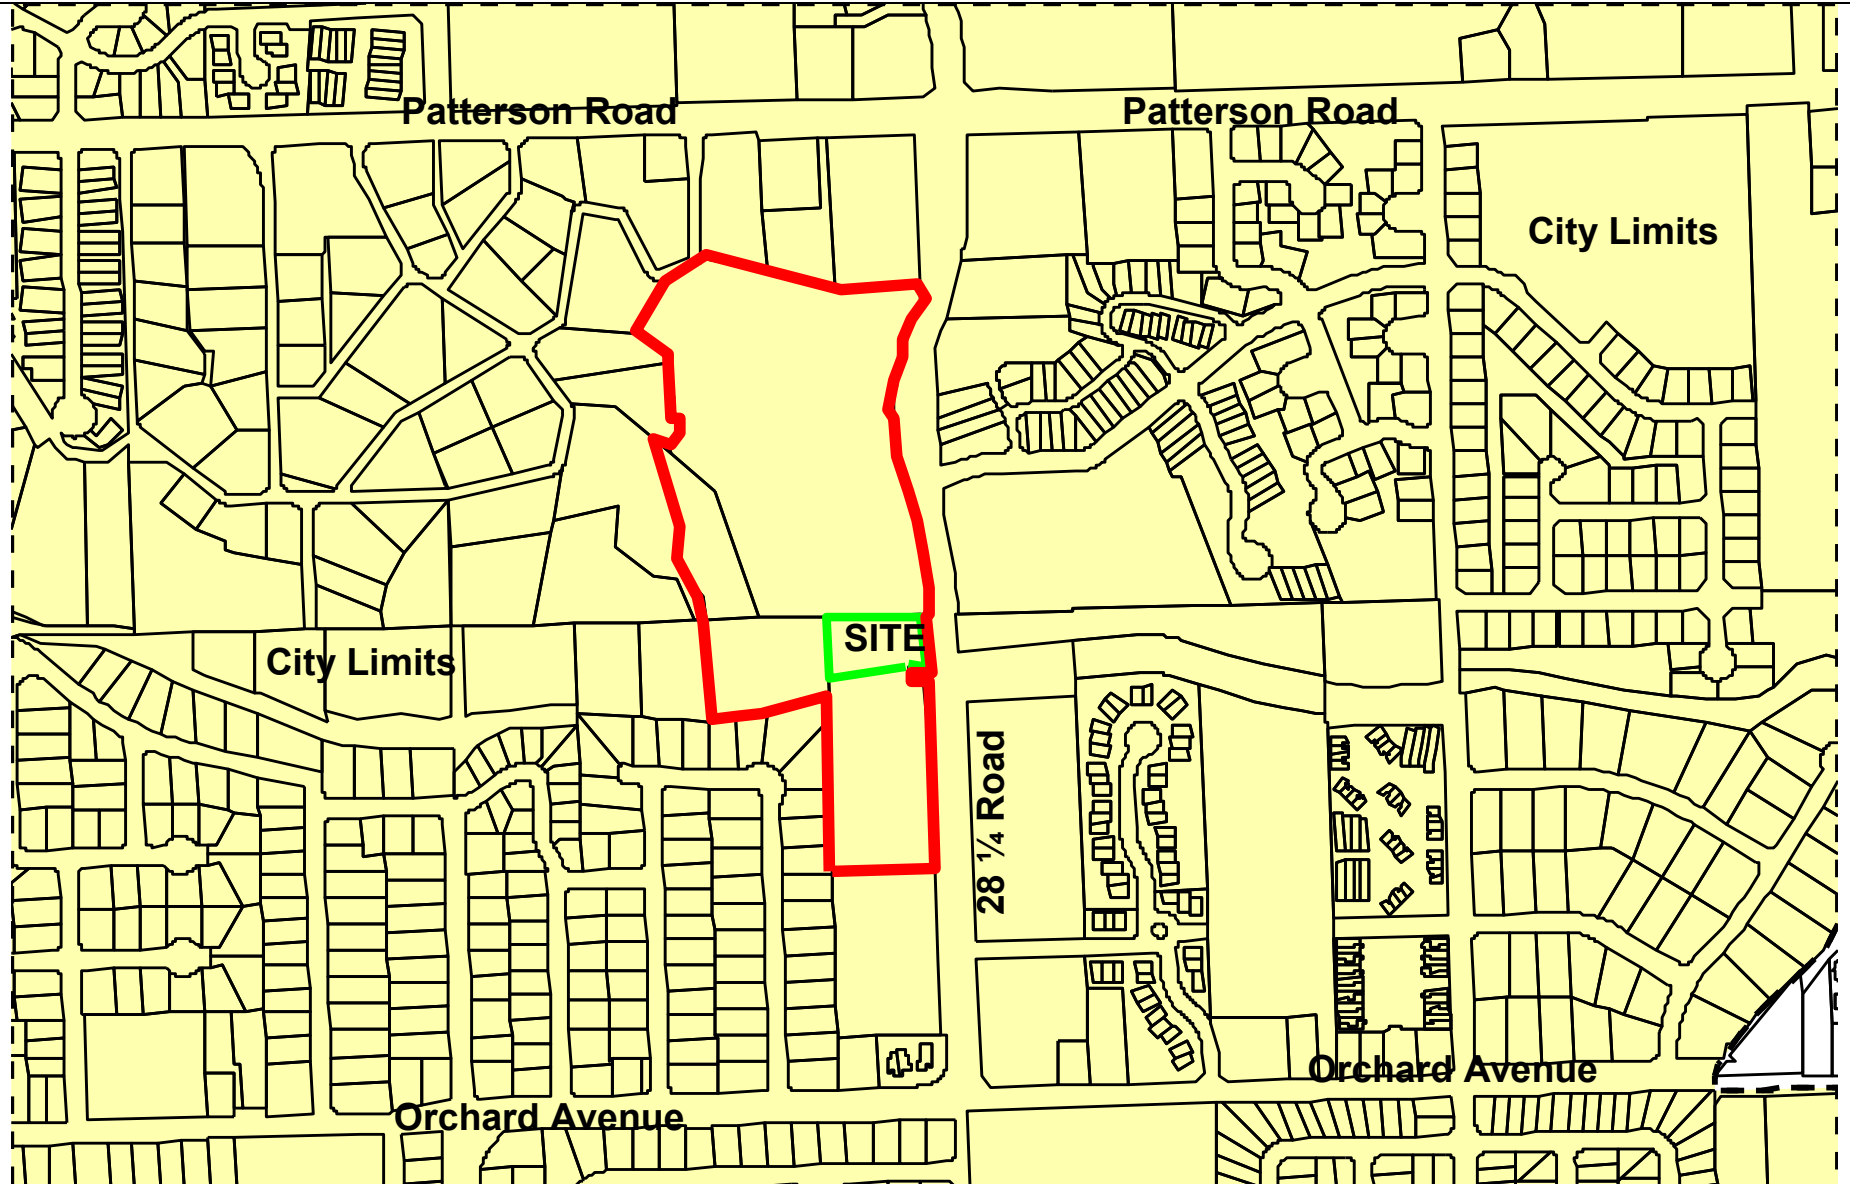 Patterson Road
Patterson Road
City Limits
SITE
City Limits
28 ¼ Road
Orchard Avenue
Orchard Avenue